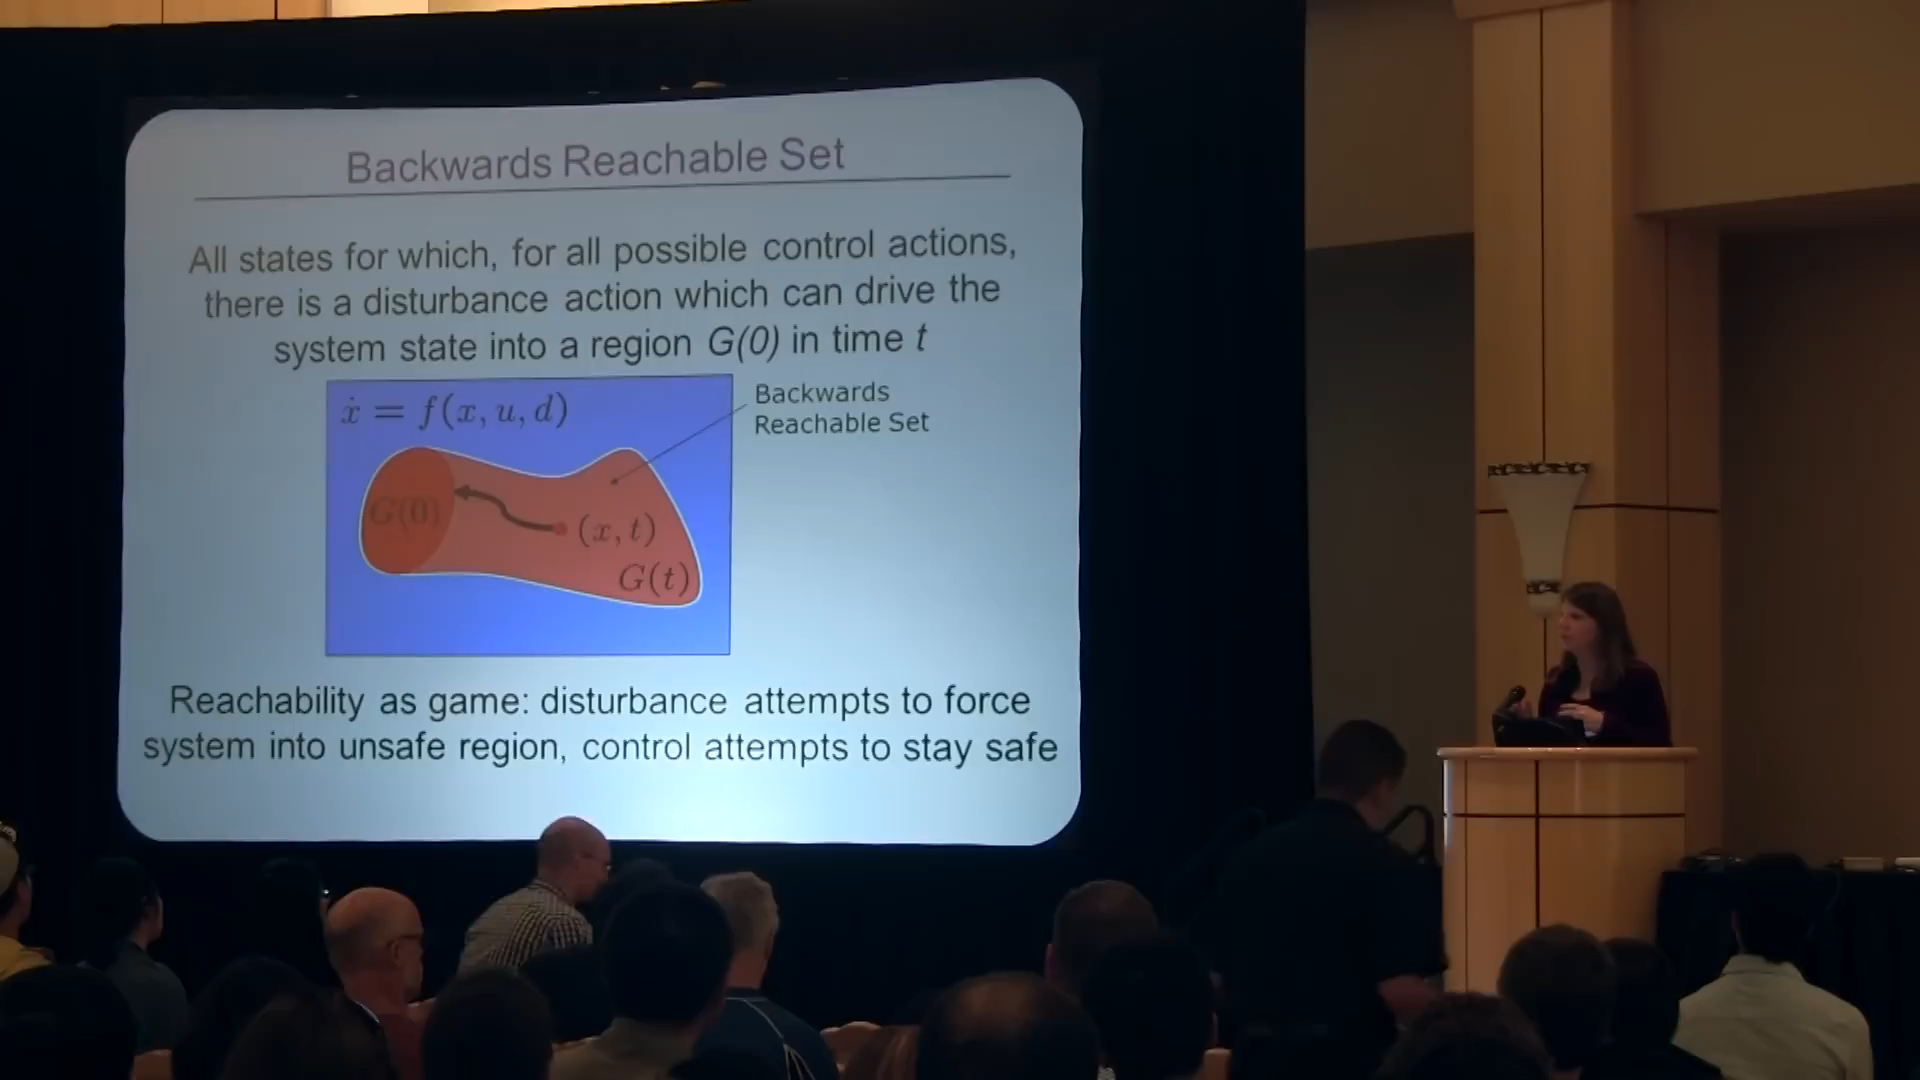 Backwards Reachable Set
All states for which, for all possible control actions,
there is a disturbance action which can drive the
system state into a region G(0) in time t
ẋ = f(x, u, d)
Backwards
Reachable Set
G(0)
(x, t)
G(t)
Reachability as game: disturbance attempts to force
system into unsafe region, control attempts to stay safe